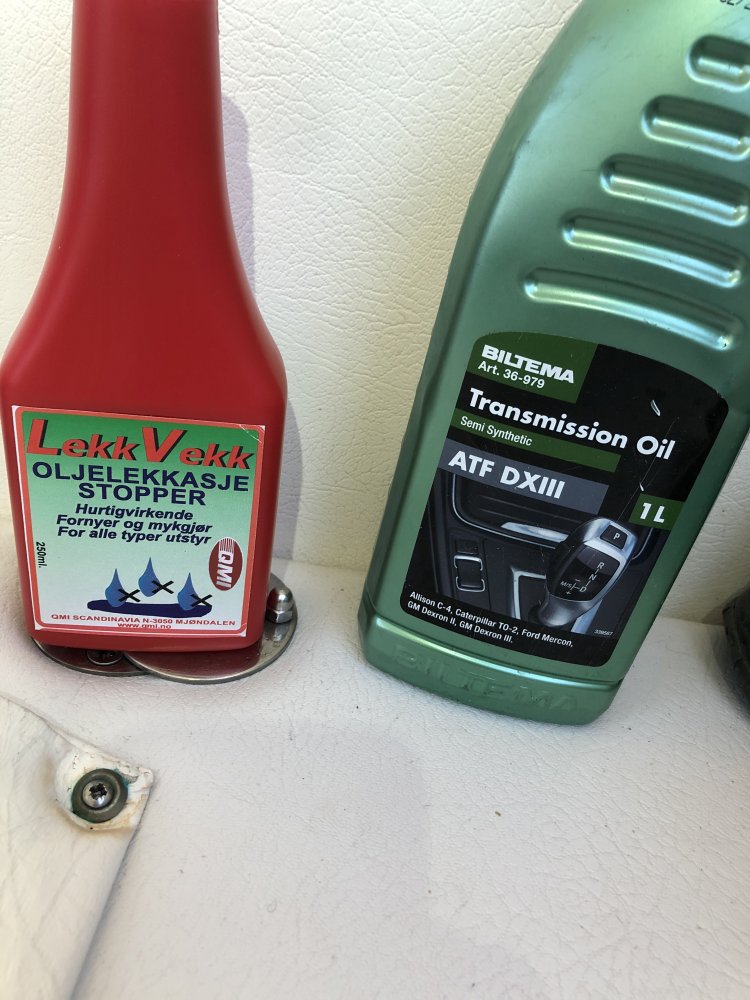 LekkVekk
OLJELEKKASJE
STOPPER
Hurtigvirkende
Fornyer og mykgjør
For alle typer utstyr
250mL
QMI
QMI SCANDINAVIA N-3050 MJØNDALEN
www.qmi.no
BILTEMA
Art. 36-979
Transmission Oil
Semi Synthetic
ATF DXIII
1 L
P
R
N
D
M/S
+
Allison C-4, Caterpillar TO-2, Ford Mercon,
GM Dexron II, GM Dexron III.
BILTEMA